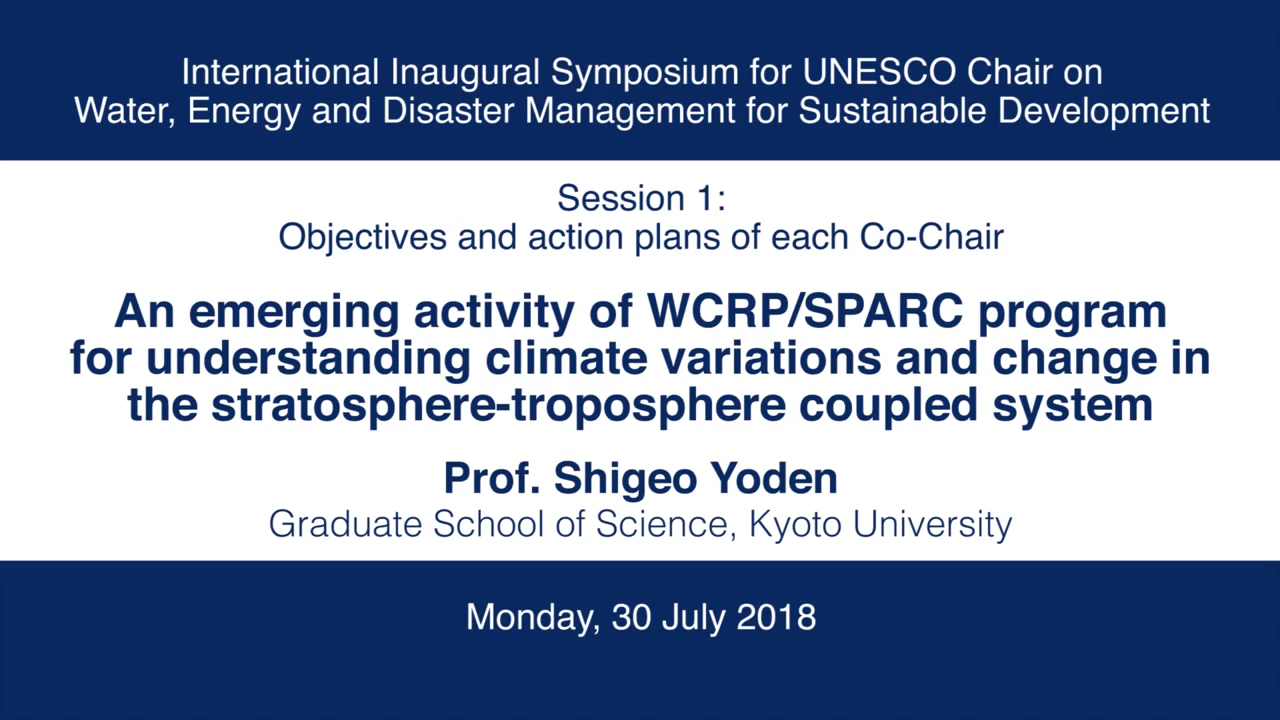 International Inaugural Symposium for UNESCO Chair on
Water, Energy and Disaster Management for Sustainable Development
Session 1:
Objectives and action plans of each Co-Chair
An emerging activity of WCRP/SPARC program
for understanding climate variations and change in
the stratosphere-troposphere coupled system
Prof. Shigeo Yoden
Graduate School of Science, Kyoto University
Monday, 30 July 2018